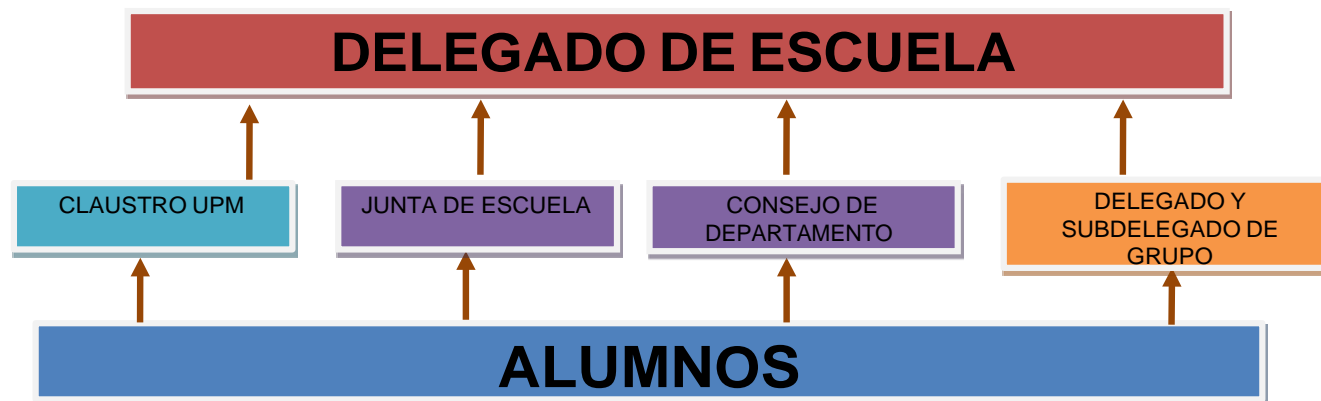 DELEGADO DE ESCUELA
CLAUSTRO UPM
JUNTA DE ESCUELA
CONSEJO DE
DEPARTAMENTO
DELEGADO Y
SUBDELEGADO DE
GRUPO
ALUMNOS